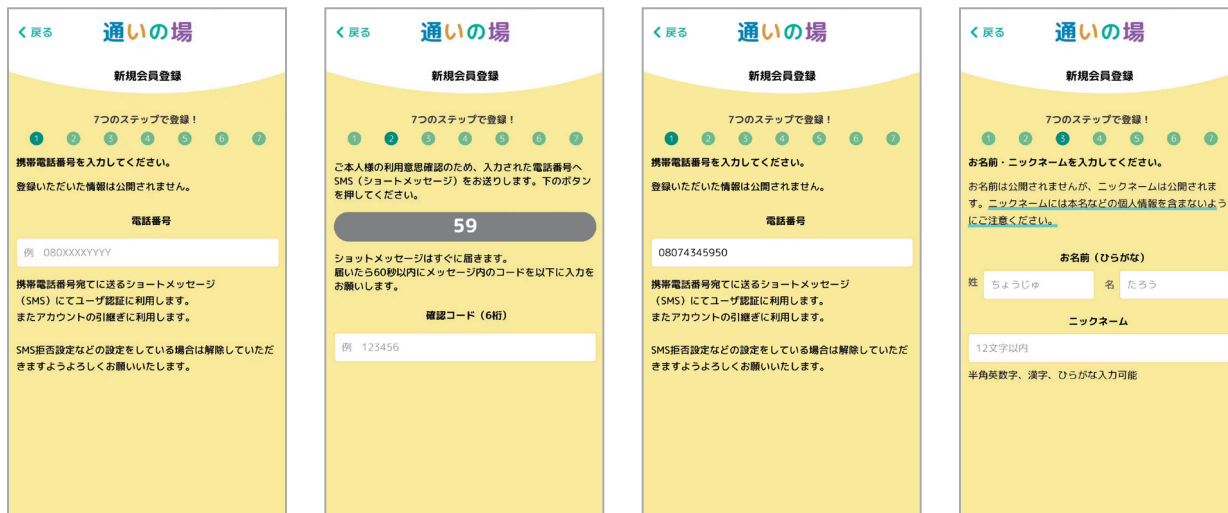 戻る
通いの場
新規会員登録
7つのステップで登録！
1 2 3 4 5 6 7
携帯電話番号を入力してください。
登録いただいた情報は公開されません。
電話番号
例 080XXXXYYYY
携帯電話番号宛てに送るショートメッセージ
（SMS）にてユーザ認証に利用します。
またアカウントの引継ぎに利用します。
SMS拒否設定などの設定をしている場合は解除していただ
きますようよろしくお願いいたします。
戻る
通いの場
新規会員登録
7つのステップで登録！
1 2 3 4 5 6 7
ご本人様の利用意思確認のため、入力された電話番号へ
SMS（ショートメッセージ）をお送りします。下のボタン
を押してください。
59
ショットメッセージはすぐに届きます。
届いたら60秒以内にメッセージ内のコードを以下に入力を
お願いします。
確認コード（6桁）
例 123456
戻る
通いの場
新規会員登録
7つのステップで登録！
1 2 3 4 5 6 7
携帯電話番号を入力してください。
登録いただいた情報は公開されません。
電話番号
08074345950
携帯電話番号宛てに送るショートメッセージ
（SMS）にてユーザ認証に利用します。
またアカウントの引継ぎに利用します。
SMS拒否設定などの設定をしている場合は解除していただ
きますようよろしくお願いいたします。
戻る
通いの場
新規会員登録
7つのステップで登録！
1 2 3 4 5 6 7
お名前・ニックネームを入力してください。
お名前は公開されませんが、ニックネームは公開されま
す。ニックネームには本名などの個人情報を含まないよう
にご注意ください。
お名前（ひらがな）
姓 ちょうじゅ 名 たろう
ニックネーム
12文字以内
半角英数字、漢字、ひらがな入力可能